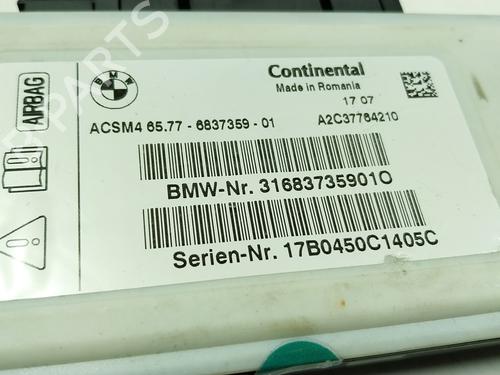 BMW
Continental
Made in Romania
17 07
AIRBAG
ACSM4 65.77 - 6837359 - 01 A2C37764210
BMW-Nr. 31683735901O
Serien-Nr. 17B0450C1405C